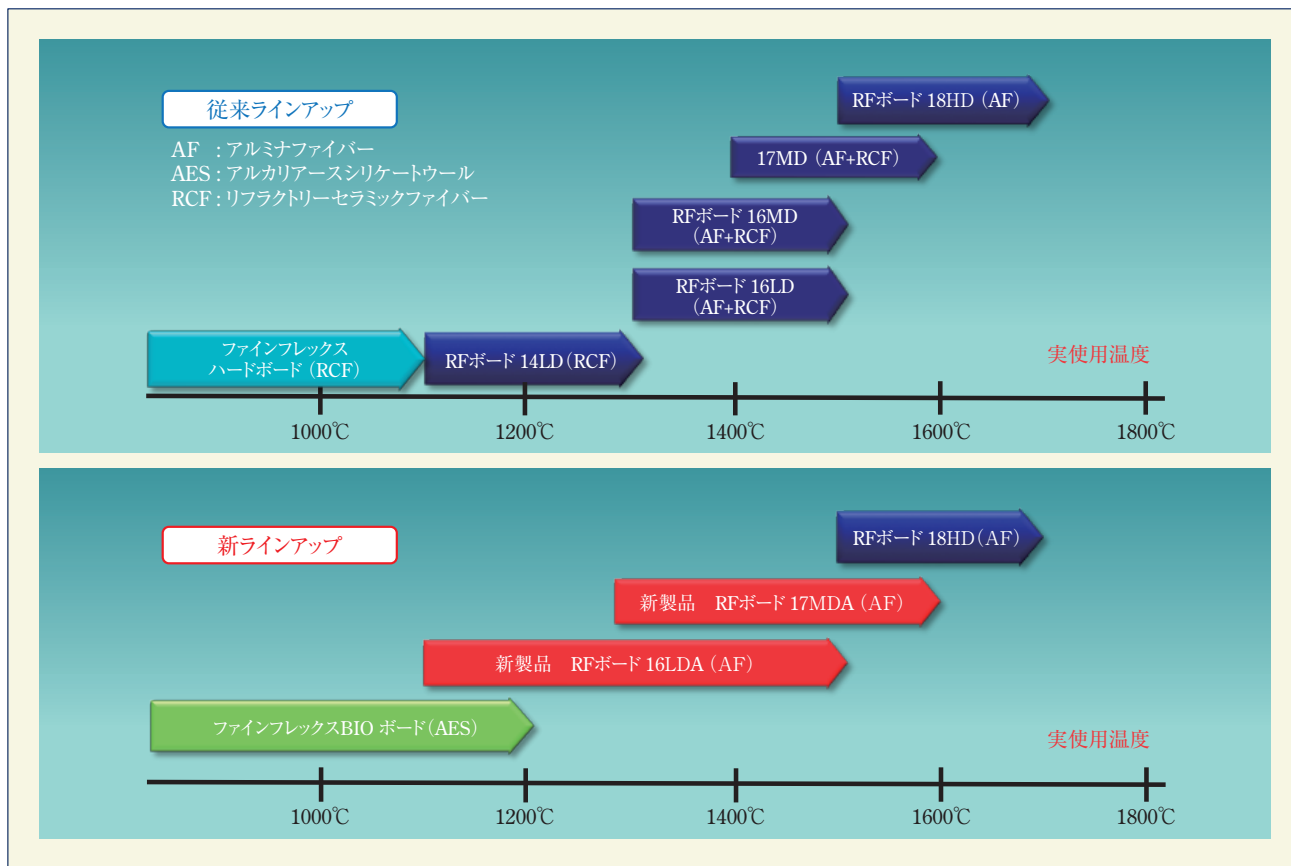 従来ラインアップ
AF :アルミナファイバー
AES:アルカリアースシリケートウール
RCF:リフラクトリーセラミックファイバー
RFボード 18HD (AF)
17MD (AF+RCF)
RFボード 16MD
(AF+RCF)
RFボード 16LD
(AF+RCF)
ファインフレックス
ハードボード (RCF)
RFボード 14LD(RCF)
実使用温度
1000℃ 1200℃ 1400℃ 1600℃ 1800℃
新ラインアップ
RFボード 18HD(AF)
新製品 RFボード 17MDA (AF)
新製品 RFボード 16LDA (AF)
ファインフレックスBIO ボード(AES)
実使用温度
1000℃ 1200℃ 1400℃ 1600℃ 1800℃